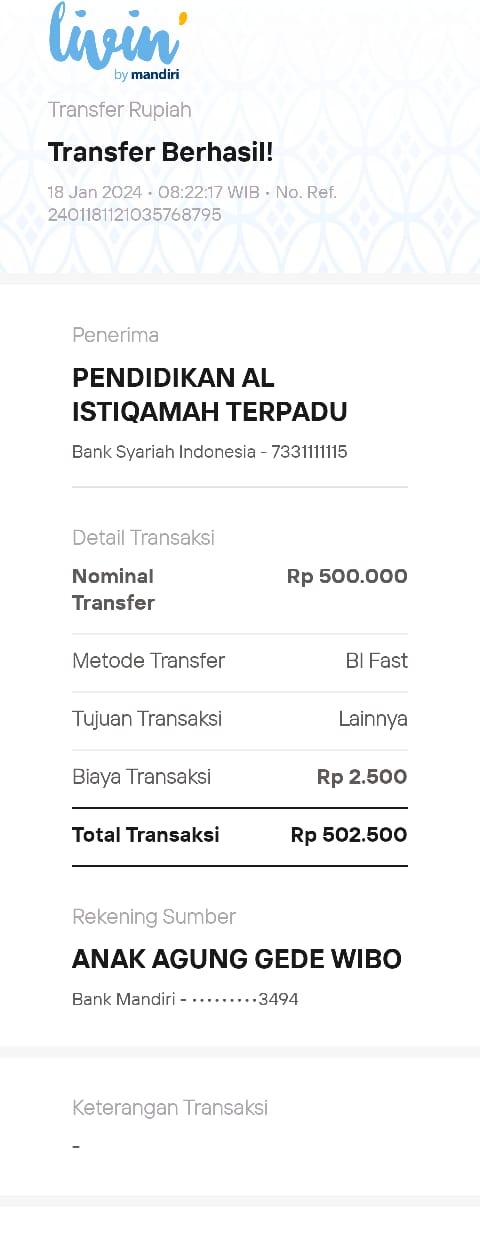 livin'
by mandiri
Transfer Rupiah
Transfer Berhasil!
18 Jan 2024 • 08:22:17 WIB • No. Ref.
2401181121035768795
Penerima
PENDIDIKAN AL
ISTIQAMAH TERPADU
Bank Syariah Indonesia - 7331111115
Detail Transaksi
Nominal Transfer Rp 500.000
Metode Transfer BI Fast
Tujuan Transaksi Lainnya
Biaya Transaksi Rp 2.500
Total Transaksi Rp 502.500
Rekening Sumber
ANAK AGUNG GEDE WIBO
Bank Mandiri - •••••••••3494
Keterangan Transaksi
-